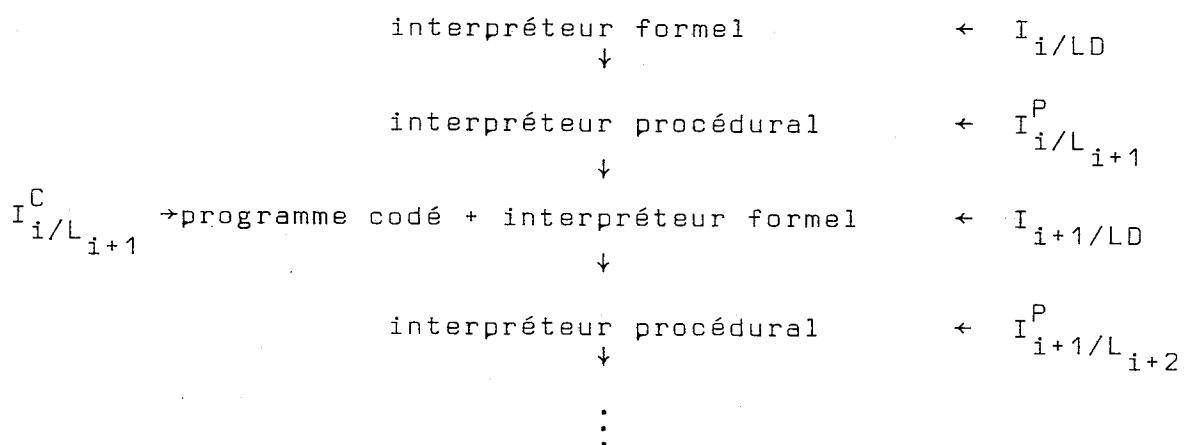 interpréteur formel ← I_{i/LD}
↓
interpréteur procédural ← I^P_{i/L_{i+1}}
↓
I^C_{i/L_{i+1}} →programme codé + interpréteur formel ← I_{i+1/LD}
↓
interpréteur procédural ← I^P_{i+1/L_{i+2}}
↓
⋮